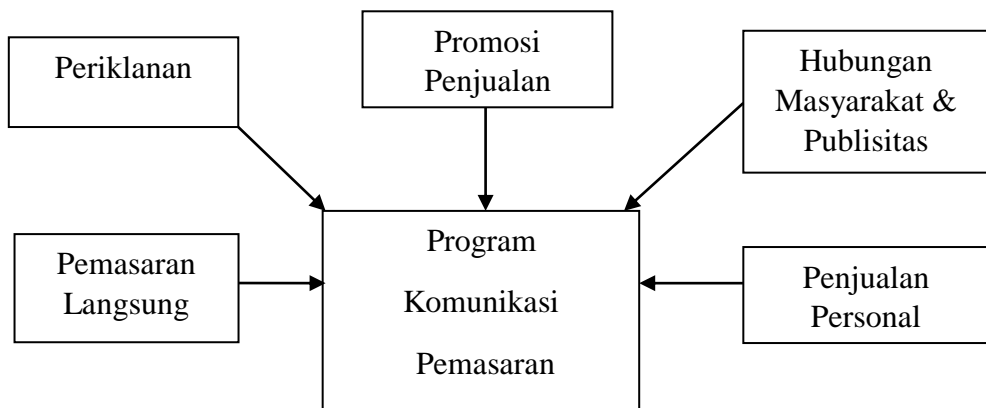 Periklanan
Promosi
Penjualan
Hubungan
Masyarakat &
Publisitas
Pemasaran
Langsung
Program
Komunikasi
Pemasaran
Penjualan
Personal